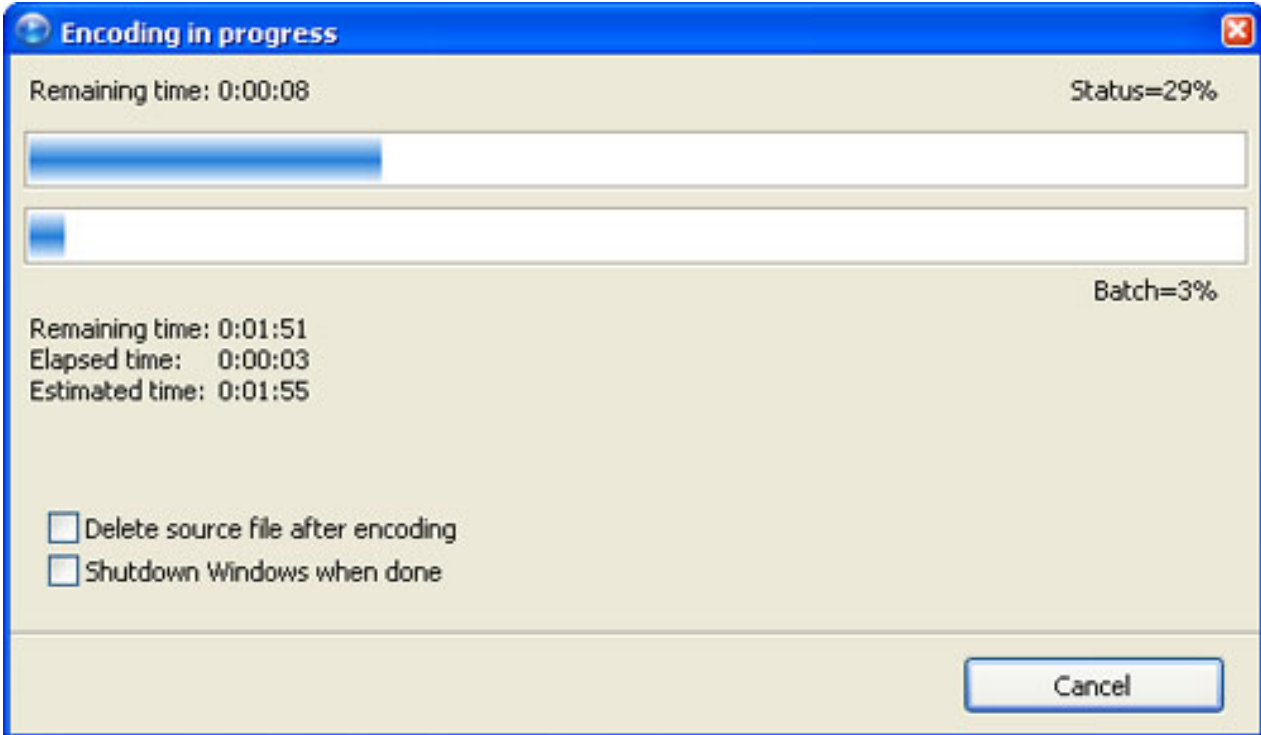 Encoding in progress
Remaining time: 0:00:08 Status=29%
Batch=3%
Remaining time: 0:01:51
Elapsed time: 0:00:03
Estimated time: 0:01:55
Delete source file after encoding
Shutdown Windows when done
Cancel